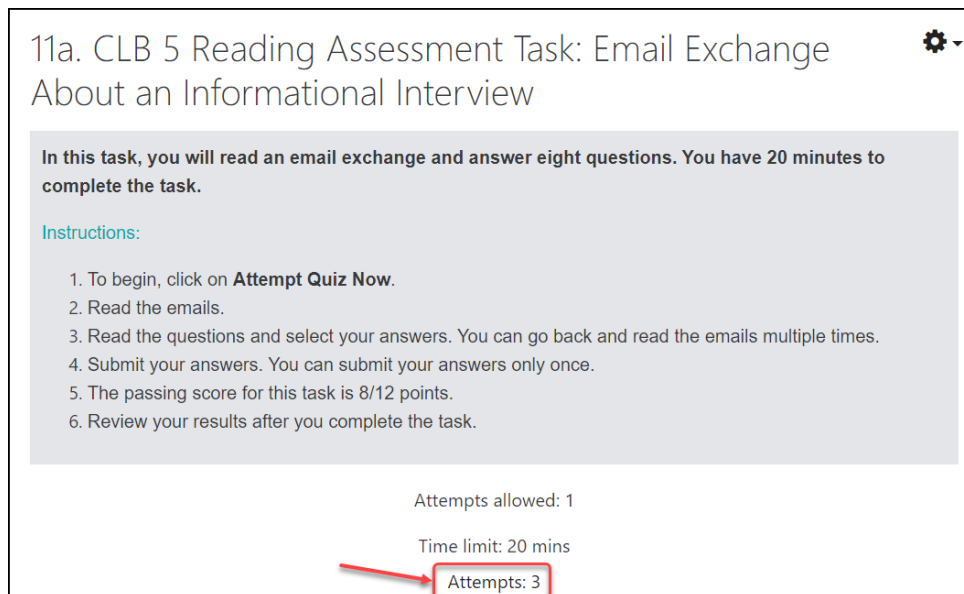 11a. CLB 5 Reading Assessment Task: Email Exchange
About an Informational Interview
In this task, you will read an email exchange and answer eight questions. You have 20 minutes to
complete the task.
Instructions:
1. To begin, click on Attempt Quiz Now.
2. Read the emails.
3. Read the questions and select your answers. You can go back and read the emails multiple times.
4. Submit your answers. You can submit your answers only once.
5. The passing score for this task is 8/12 points.
6. Review your results after you complete the task.
Attempts allowed: 1
Time limit: 20 mins
Attempts: 3